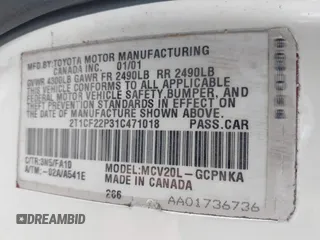 MFD.BY:TOYOTA MOTOR MANUFACTURING
CANADA INC. 01/01
GVWR 4300LB GAWR FR 2490LB RR 2490LB
THIS VEHICLE CONFORMS TO ALL APPLICABLE
FEDERAL MOTOR VEHICLE SAFETY, BUMPER, AND
THEFT PREVENTION STANDARDS IN EFFECT ON
THE DATE OF MANUFACTURE SHOWN ABOVE.
2T1CF22P31C471018 PASS.CAR
C/TR:3N5/FA10
A/TM:-02A/A541E
MODEL:MCV20L-GCPNKA
MADE IN CANADA
266
AA01736736
DREAMBID